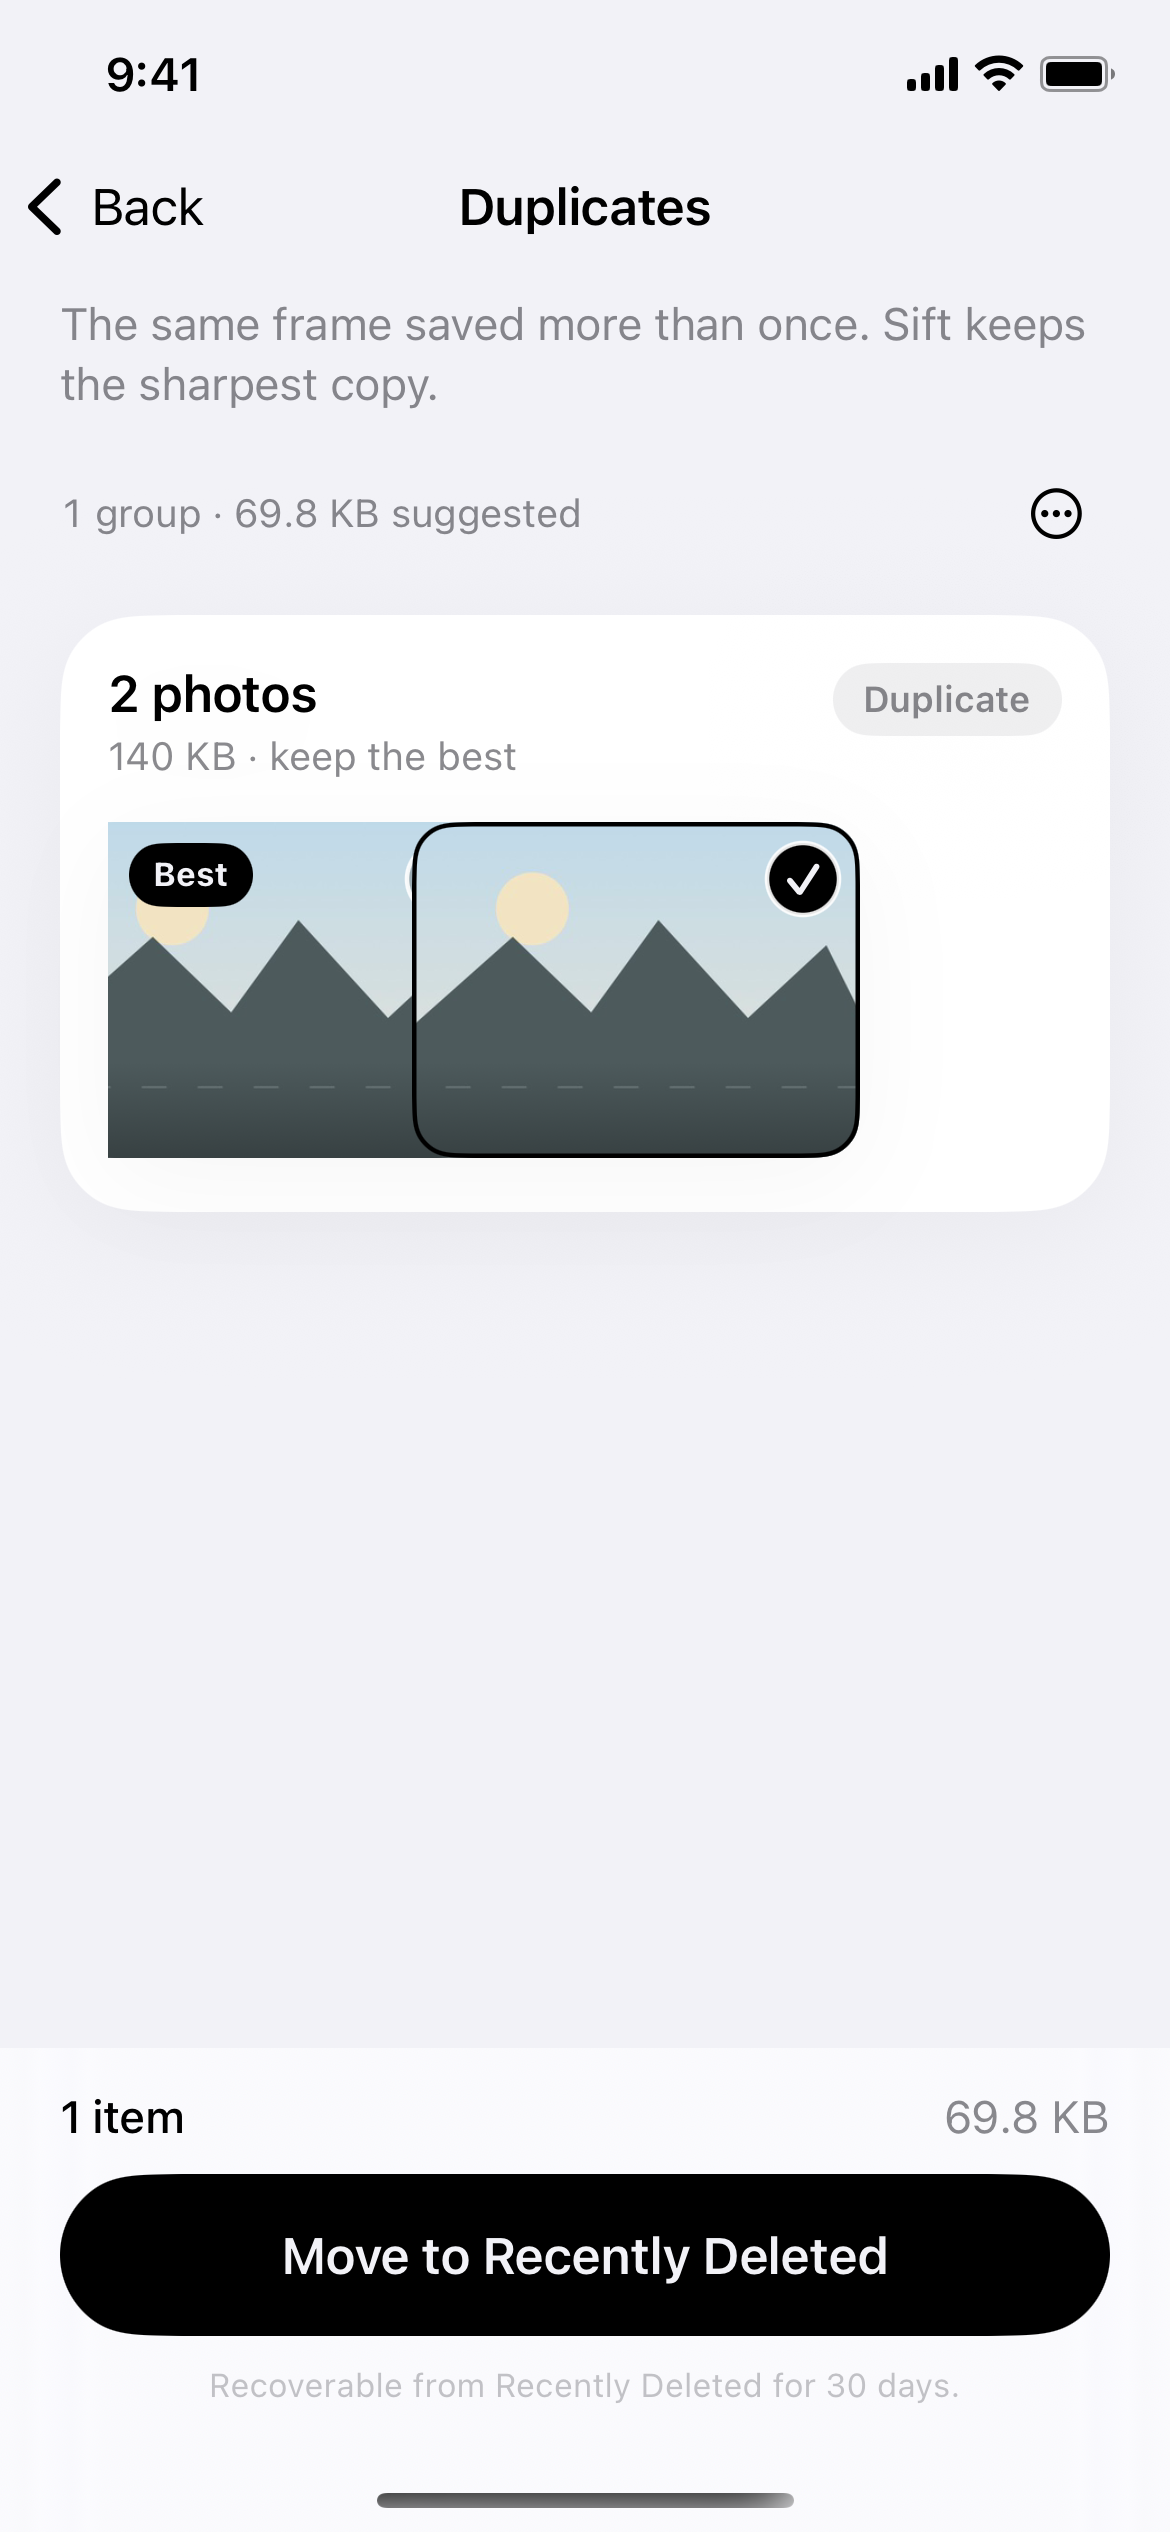 9:41
Back
Duplicates
The same frame saved more than once. Sift keeps
the sharpest copy.
1 group · 69.8 KB suggested
2 photos
Duplicate
140 KB · keep the best
Best
1 item
69.8 KB
Move to Recently Deleted
Recoverable from Recently Deleted for 30 days.